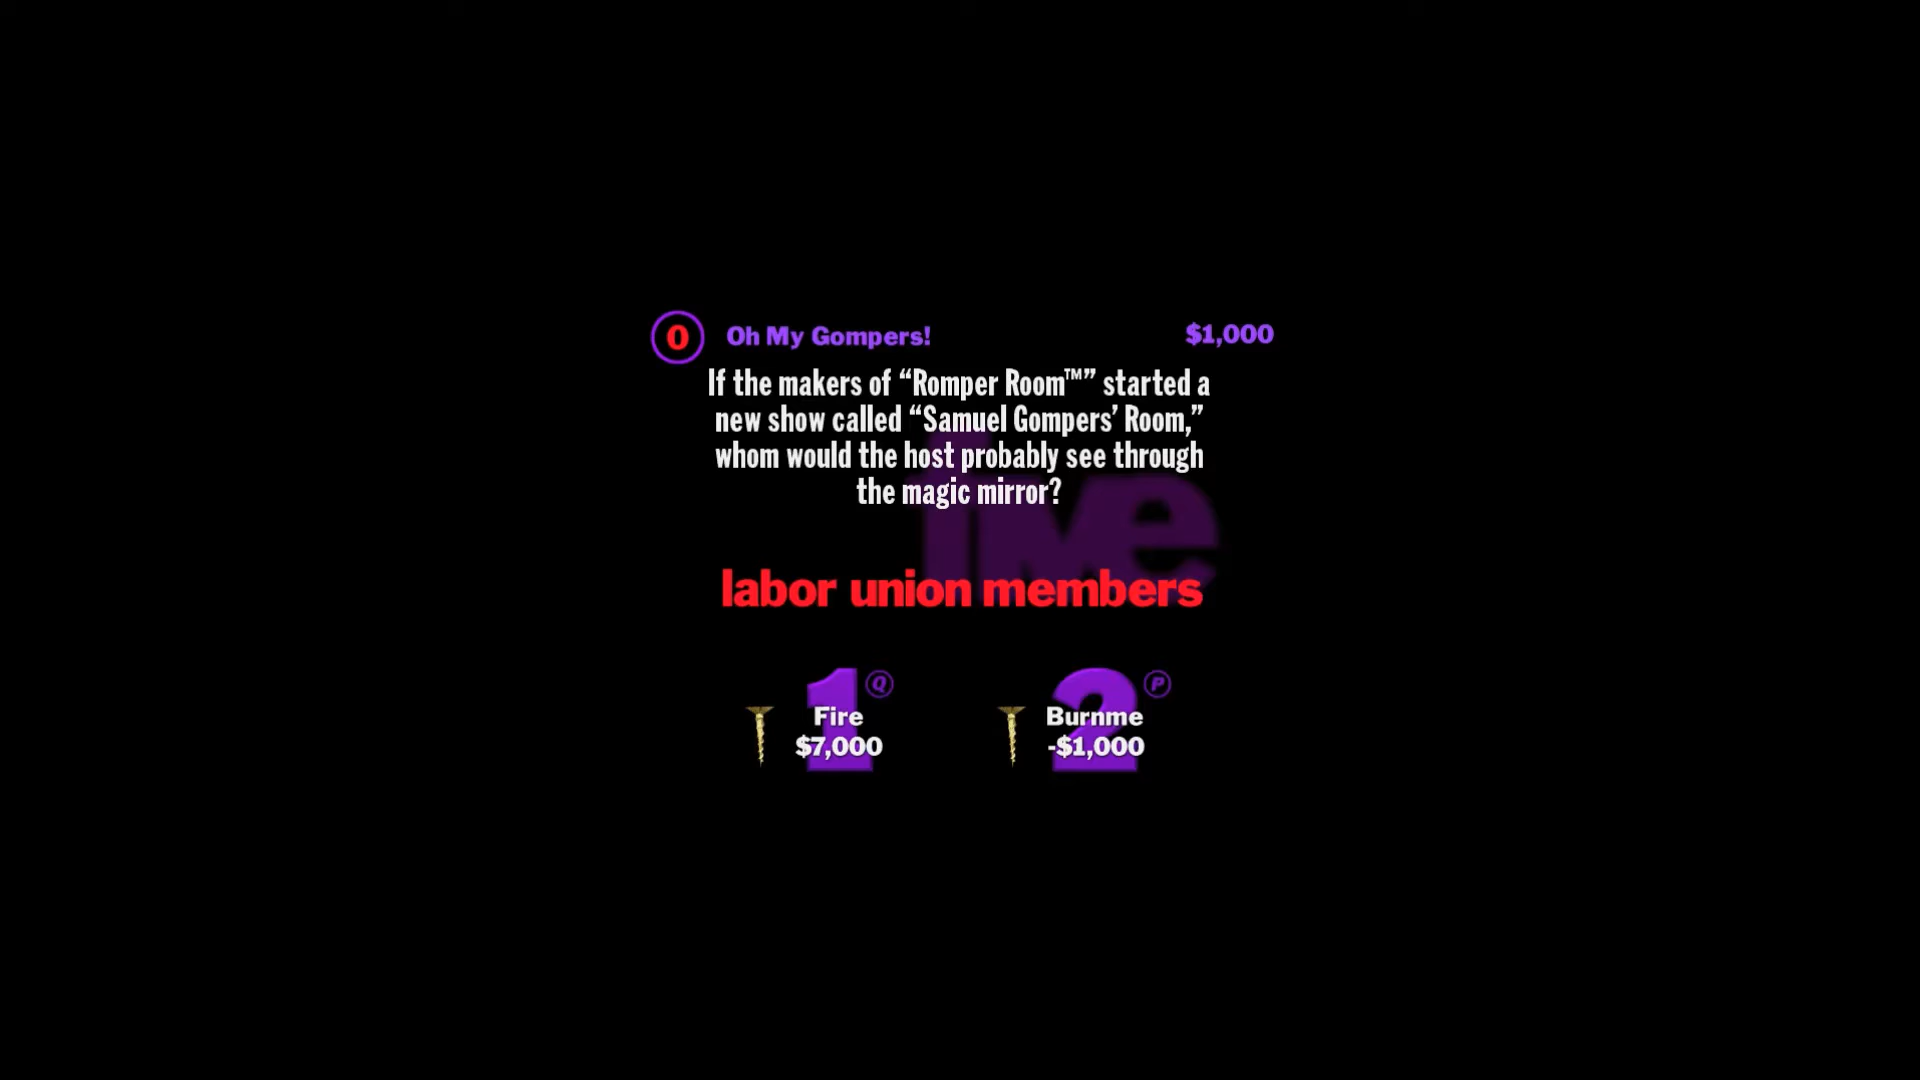 0 Oh My Gompers! $1,000
If the makers of “Romper Room™” started a
new show called “Samuel Gompers’ Room,”
whom would the host probably see through
the magic mirror?
five
labor union members
1 Q 2 P
Fire Burnme
$7,000 -$1,000